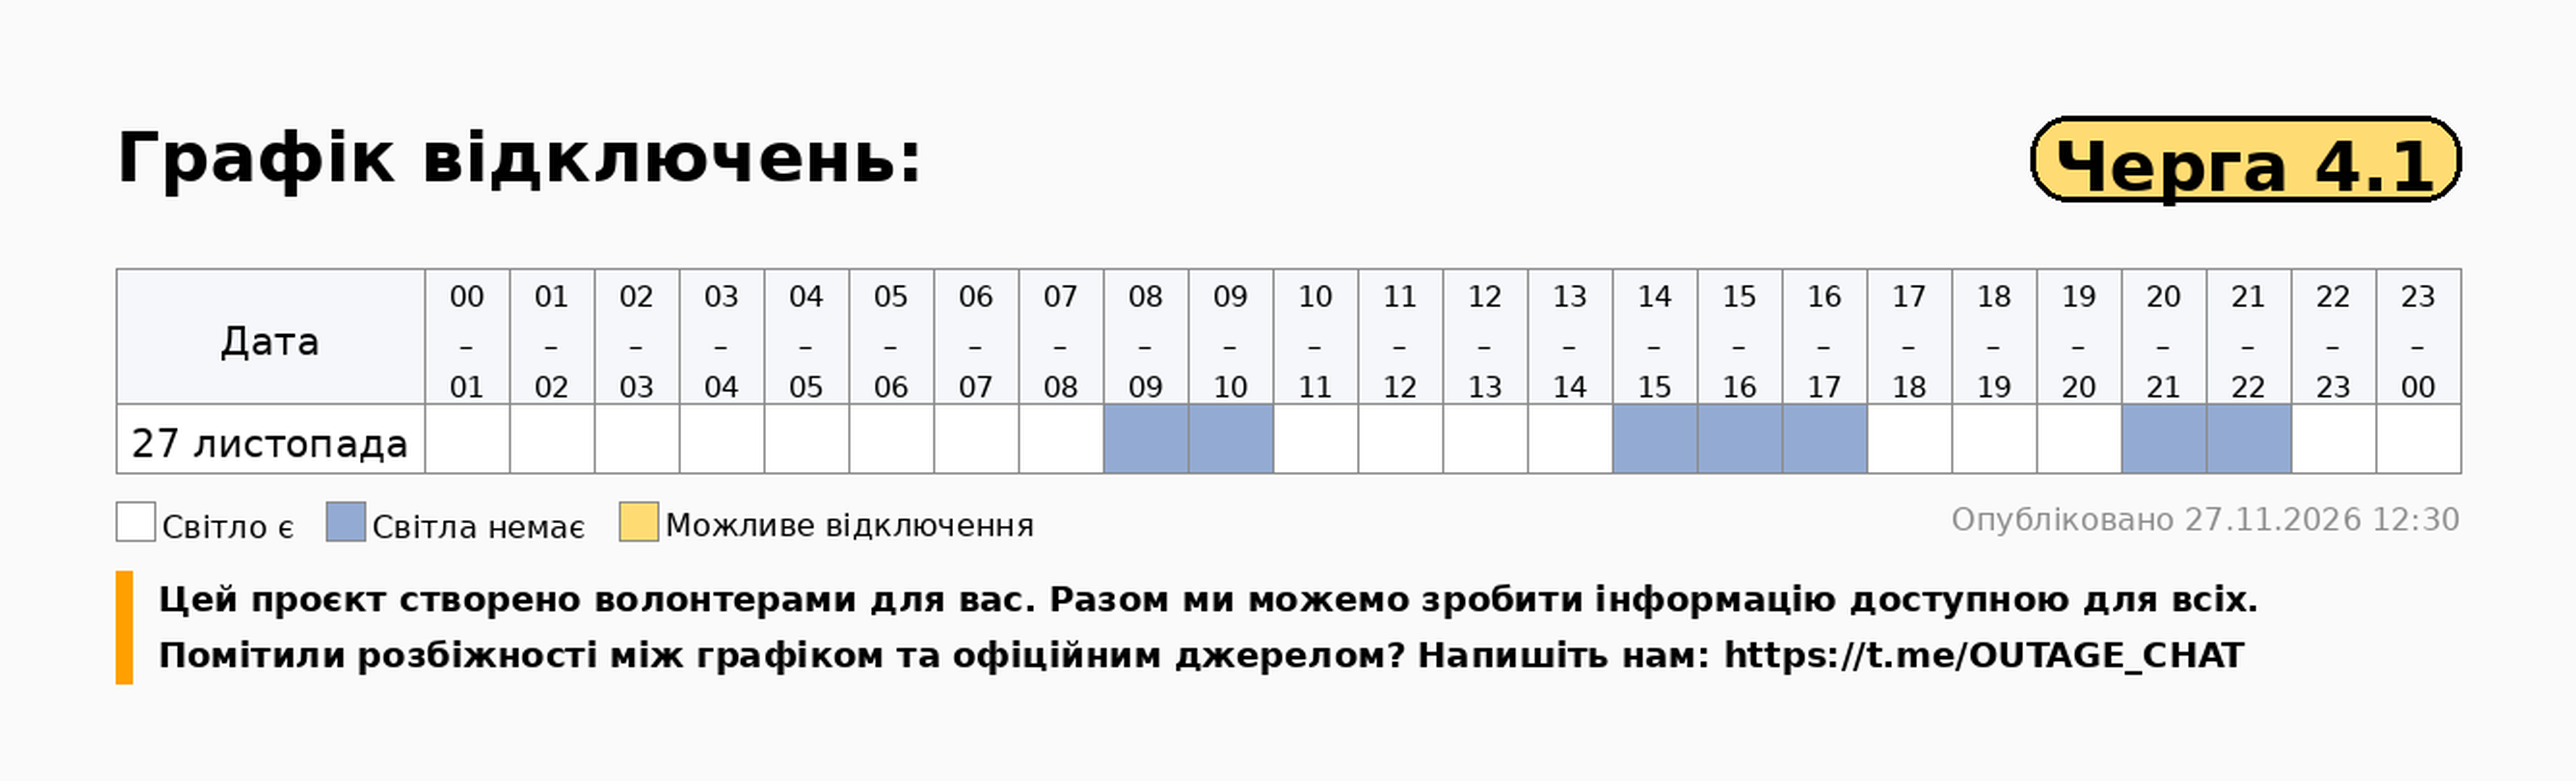 Графік відключень:
Черга 4.1
Дата
00 – 01
01 – 02
02 – 03
03 – 04
04 – 05
05 – 06
06 – 07
07 – 08
08 – 09
09 – 10
10 – 11
11 – 12
12 – 13
13 – 14
14 – 15
15 – 16
16 – 17
17 – 18
18 – 19
19 – 20
20 – 21
21 – 22
22 – 23
23 – 00
27 листопада
Світло є
Світла немає
Можливе відключення
Опубліковано 27.11.2026 12:30
Цей проєкт створено волонтерами для вас. Разом ми можемо зробити інформацію доступною для всіх.
Помітили розбіжності між графіком та офіційним джерелом? Напишіть нам: https://t.me/OUTAGE_CHAT